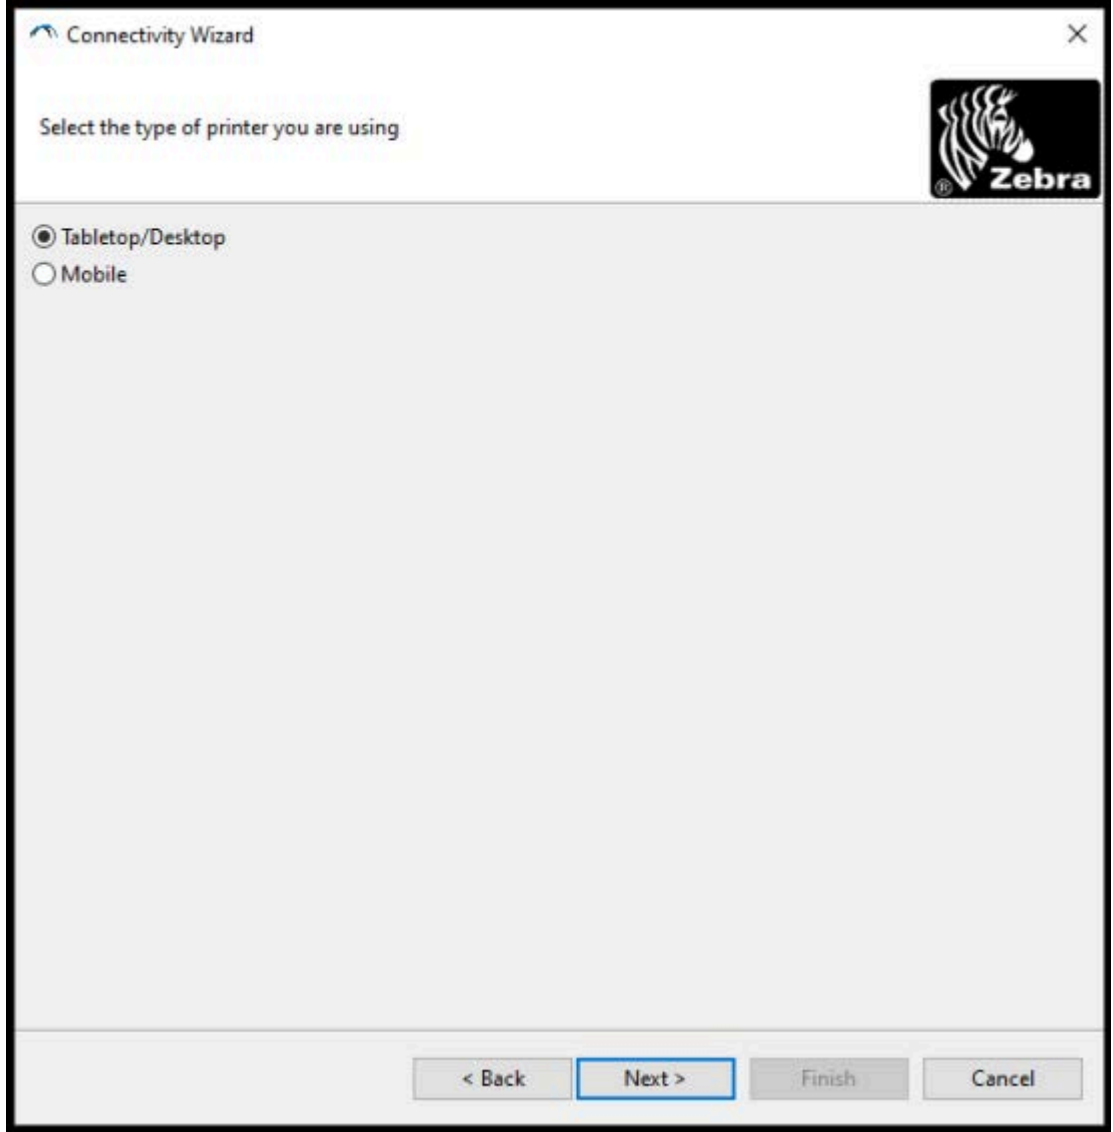 Connectivity Wizard
Select the type of printer you are using
®Zebra
Tabletop/Desktop
Mobile
< Back
Next >
Finish
Cancel